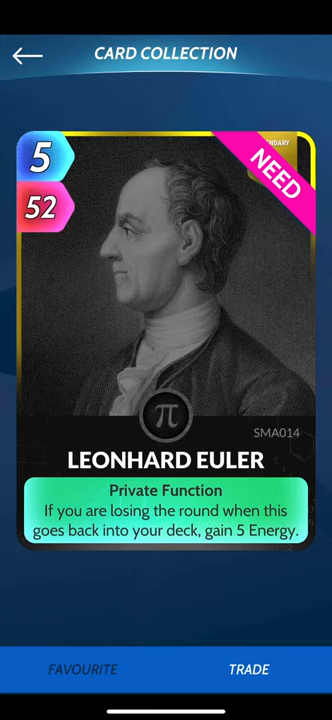 CARD COLLECTION
5
52
NEED
π
SMA014
LEONHARD EULER
Private Function
If you are losing the round when this
goes back into your deck, gain 5 Energy.
FAVOURITE
TRADE